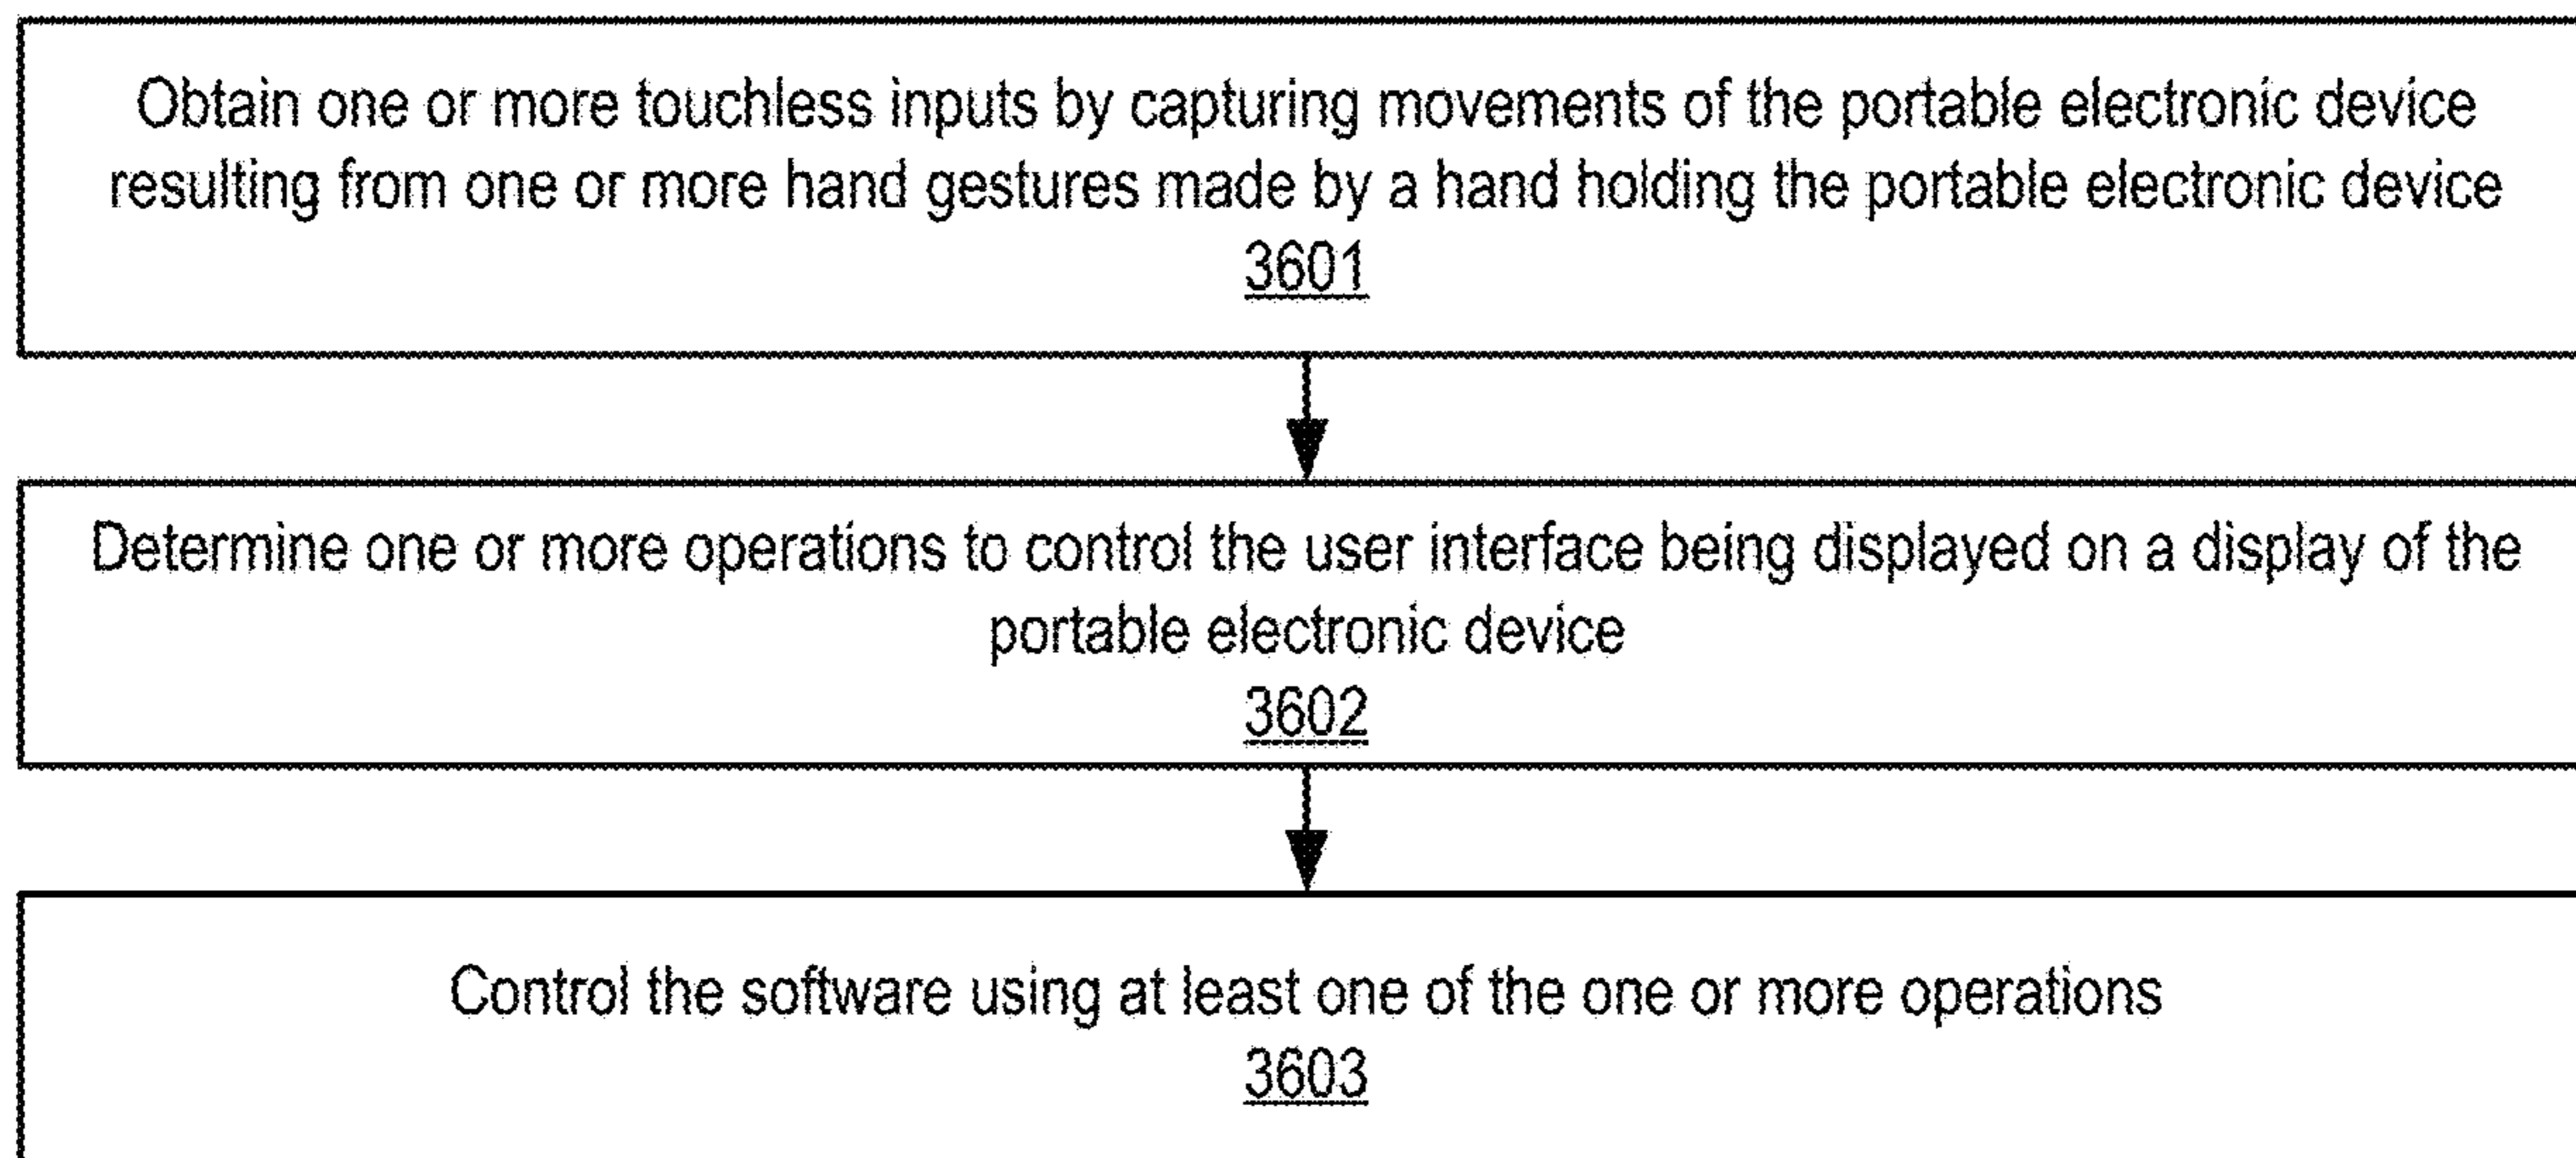 Obtain one or more touchless inputs by capturing movements of the portable electronic device
resulting from one or more hand gestures made by a hand holding the portable electronic device
3601
Determine one or more operations to control the user interface being displayed on a display of the
portable electronic device
3602
Control the software using at least one of the one or more operations
3603